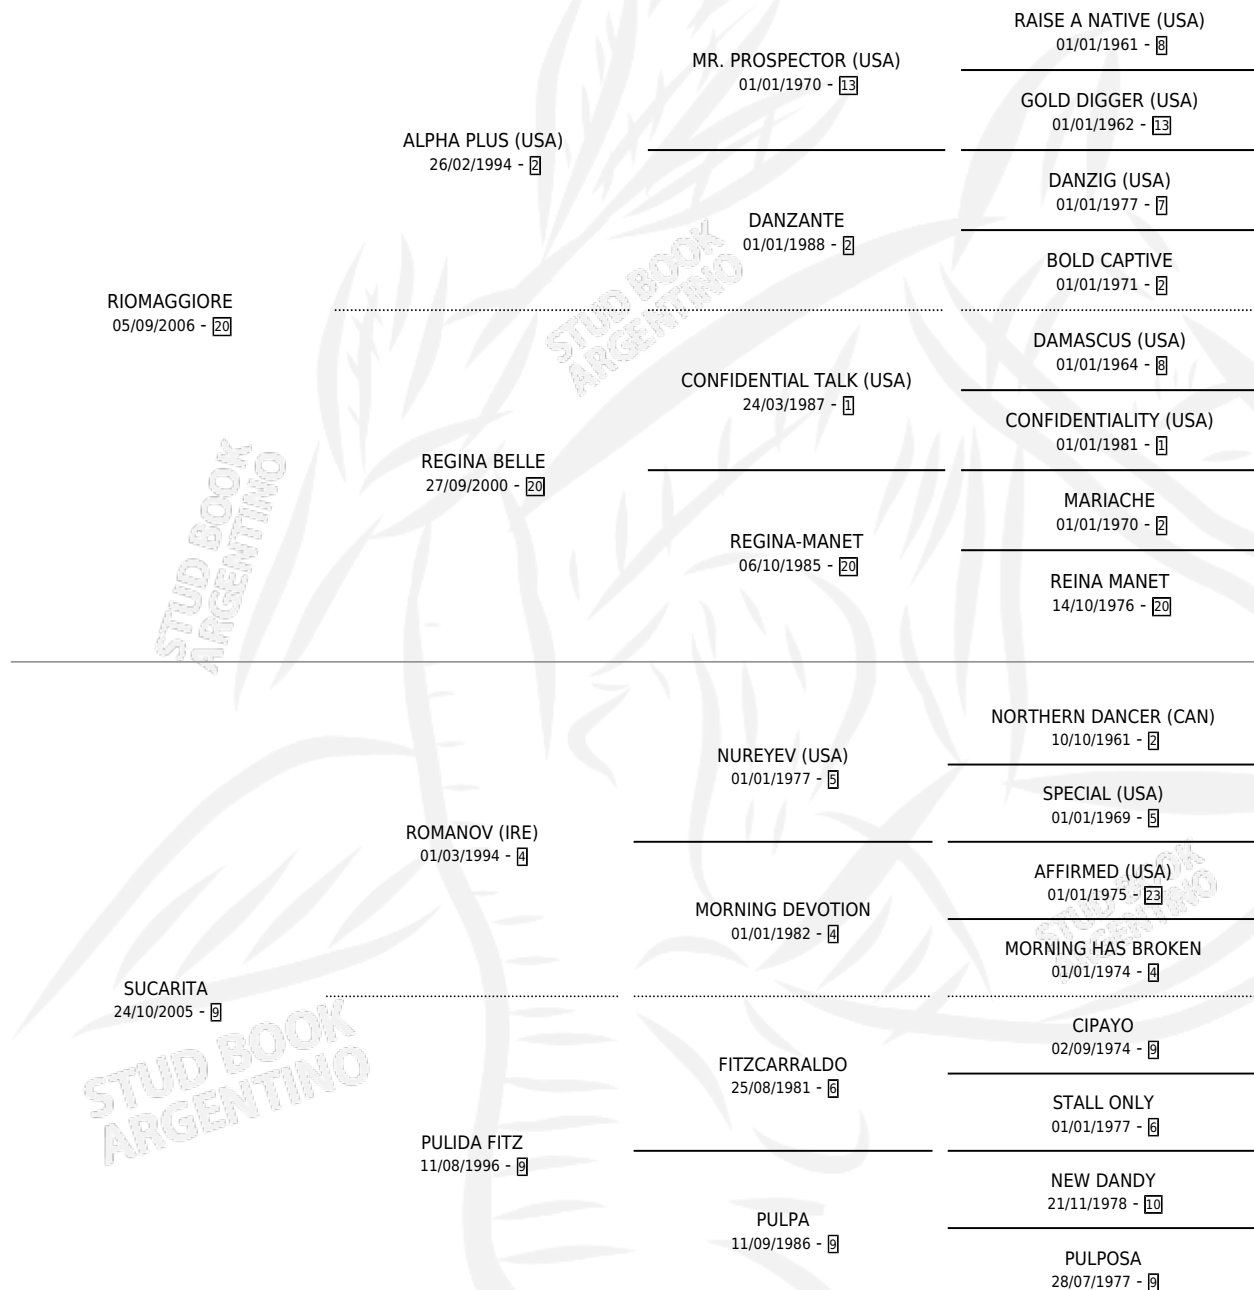 RAISE A NATIVE (USA)
01/01/1961 - 8
MR. PROSPECTOR (USA)
01/01/1970 - 13
GOLD DIGGER (USA)
01/01/1962 - 13
ALPHA PLUS (USA)
26/02/1994 - 2
DANZIG (USA)
01/01/1977 - 7
DANZANTE
01/01/1988 - 2
BOLD CAPTIVE
01/01/1971 - 2
RIOMAGGIORE
05/09/2006 - 20
STUD BOOK
ARGENTINO
DAMASCUS (USA)
01/01/1964 - 8
CONFIDENTIAL TALK (USA)
24/03/1987 - 1
CONFIDENTIALITY (USA)
01/01/1981 - 1
REGINA BELLE
27/09/2000 - 20
MARIACHE
01/01/1970 - 2
REGINA-MANET
06/10/1985 - 20
REINA MANET
14/10/1976 - 20
STUD BOOK
ARGENTINO
NORTHERN DANCER (CAN)
10/10/1961 - 2
NUREYEV (USA)
01/01/1977 - 5
SPECIAL (USA)
01/01/1969 - 5
ROMANOV (IRE)
01/03/1994 - 4
AFFIRMED (USA)
01/01/1975 - 23
MORNING DEVOTION
01/01/1982 - 4
MORNING HAS BROKEN
01/01/1974 - 4
STUD BOOK
ARGENTINO
SUCARITA
24/10/2005 - 9
CIPAYO
02/09/1974 - 9
FITZCARRALDO
25/08/1981 - 6
STALL ONLY
01/01/1977 - 6
STUD BOOK
ARGENTINO
PULIDA FITZ
11/08/1996 - 9
NEW DANDY
21/11/1978 - 10
PULPA
11/09/1986 - 9
PULPOSA
28/07/1977 - 9